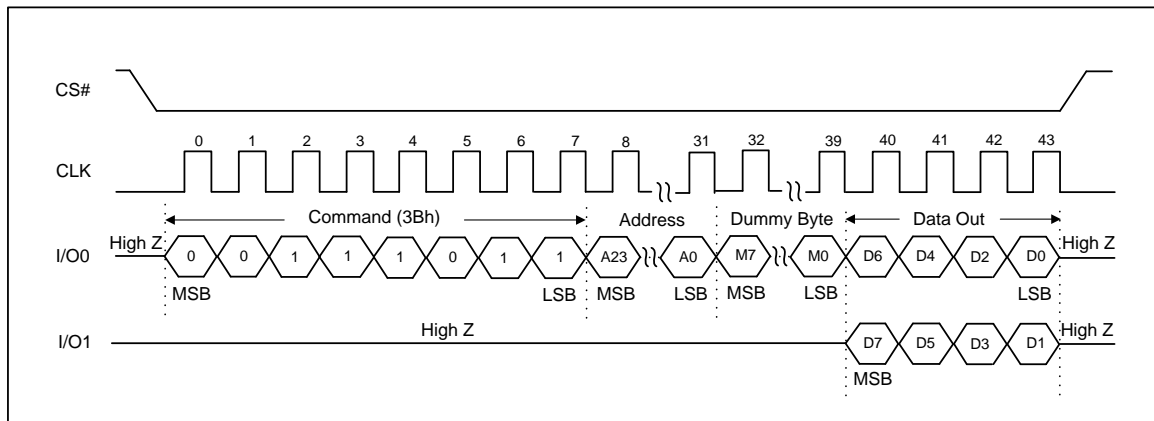 CS#
0 1 2 3 4 5 6 7 8 31 32 39 40 41 42 43
CLK
Command (3Bh) Address Dummy Byte Data Out
I/O0 High Z 0 0 1 1 1 0 1 1 A23 A0 M7 M0 D6 D4 D2 D0 High Z
MSB LSB MSB LSB MSB LSB LSB
I/O1 High Z D7 D5 D3 D1 High Z
MSB